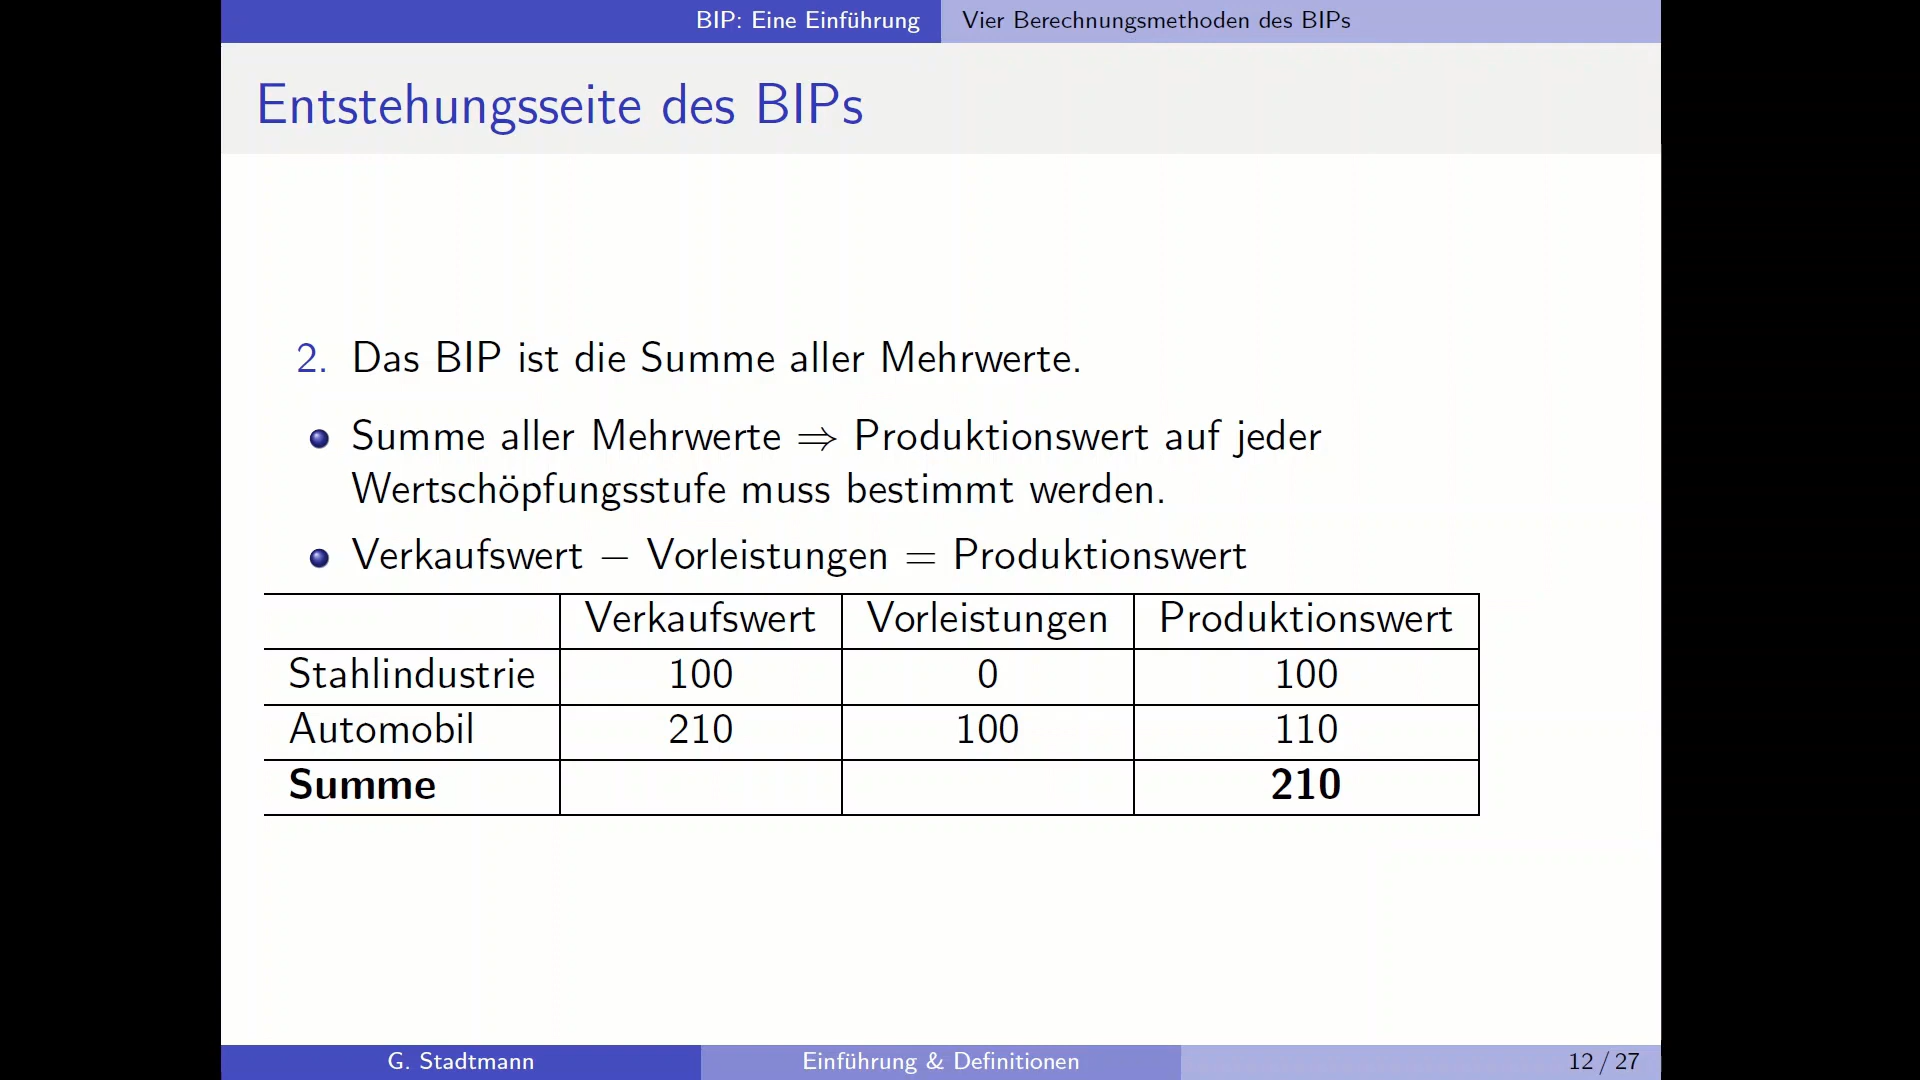 BIP: Eine Einführung
Vier Berechnungsmethoden des BIPs
Entstehungsseite des BIPs
2. Das BIP ist die Summe aller Mehrwerte.
Summe aller Mehrwerte ⇒ Produktionswert auf jeder
Wertschöpfungsstufe muss bestimmt werden.
Verkaufswert − Vorleistungen = Produktionswert
Verkaufswert Vorleistungen Produktionswert
Stahlindustrie 100 0 100
Automobil 210 100 110
Summe 210
G. Stadtmann
Einführung & Definitionen
12 / 27